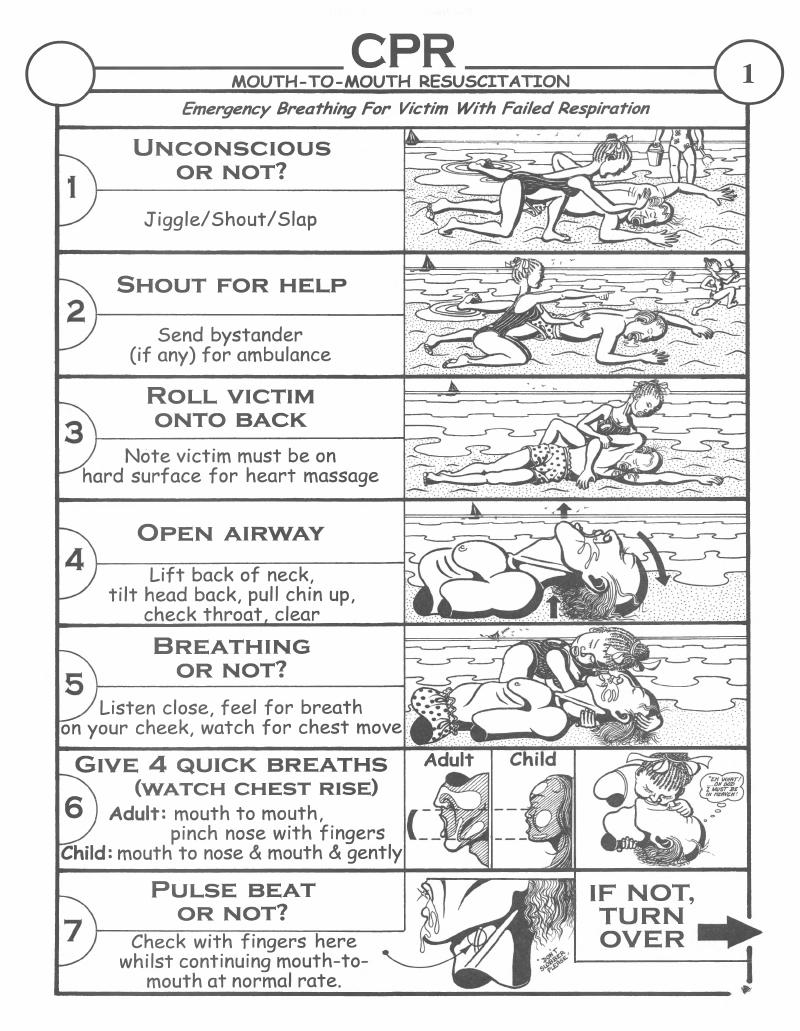 CPR
MOUTH-TO-MOUTH RESUSCITATION
1
Emergency Breathing For Victim With Failed Respiration
1
UNCONSCIOUS
OR NOT?
Jiggle/Shout/Slap
2
SHOUT FOR HELP
Send bystander
(if any) for ambulance
3
ROLL VICTIM
ONTO BACK
Note victim must be on
hard surface for heart massage
4
OPEN AIRWAY
Lift back of neck,
tilt head back, pull chin up,
check throat, clear
5
BREATHING
OR NOT?
Listen close, feel for breath
on your cheek, watch for chest move
6
GIVE 4 QUICK BREATHS
(WATCH CHEST RISE)
Adult: mouth to mouth,
pinch nose with fingers
Child: mouth to nose & mouth & gently
Adult
Child
OH GOD
I MUST BE
IN HEAVEN!
7
PULSE BEAT
OR NOT?
Check with fingers here
whilst continuing mouth-to-
mouth at normal rate.
"DON'T
SLOBBER
PLEASE"
IF NOT,
TURN
OVER